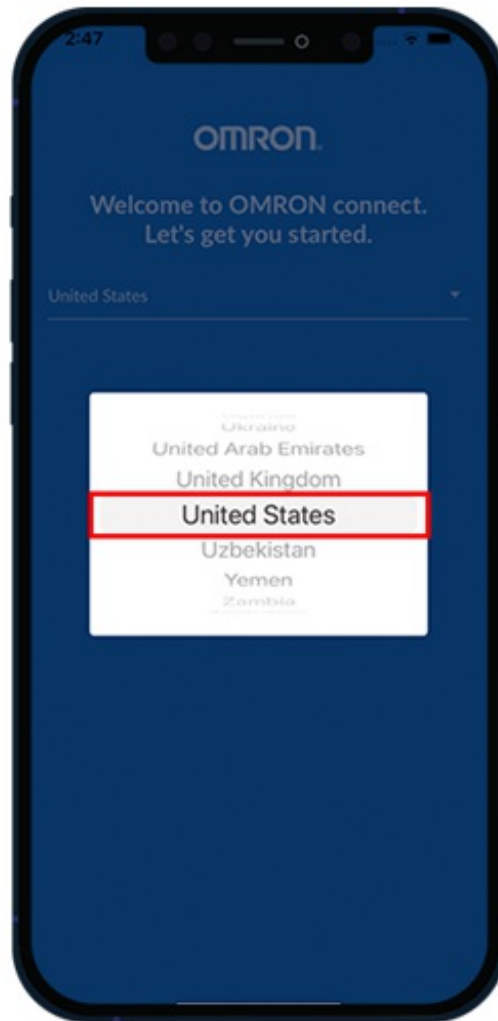 2:47
OMRON
Welcome to OMRON connect.
Let's get you started.
United States
Ukraine
United Arab Emirates
United Kingdom
United States
Uzbekistan
Yemen
Zambia